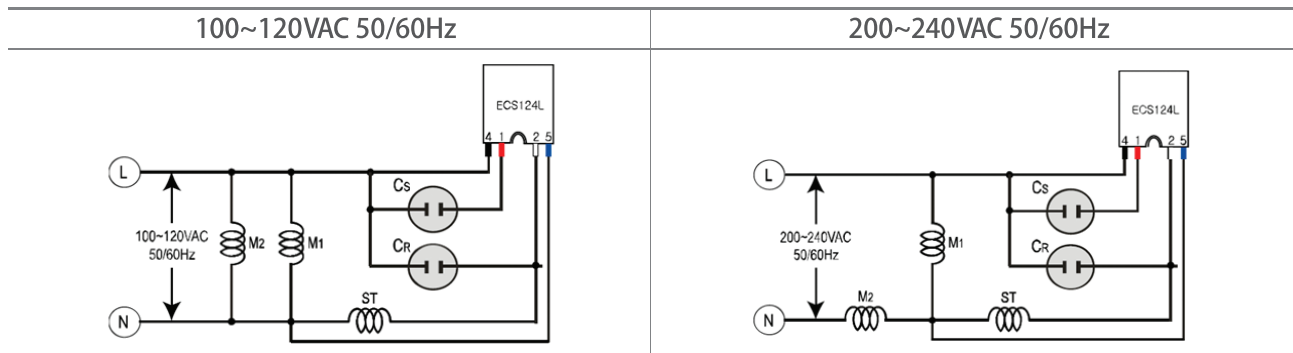 100~120VAC 50/60Hz
200~240VAC 50/60Hz
ECS124L
4 1 2 5
L
Cs
100~120VAC
50/60Hz
M2
M1
CR
ST
N
ECS124L
4 1 2 5
L
Cs
200~240VAC
50/60Hz
M1
CR
M2
ST
N